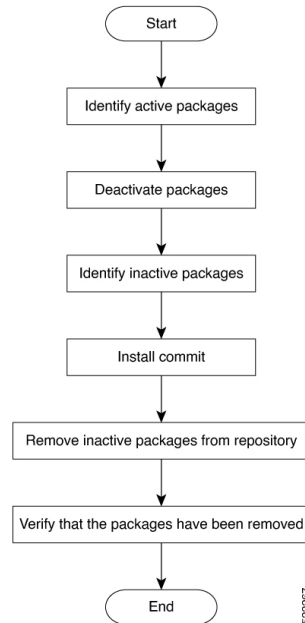 Start
Identify active packages
Deactivate packages
Identify inactive packages
Install commit
Remove inactive packages from repository
Verify that the packages have been removed
End